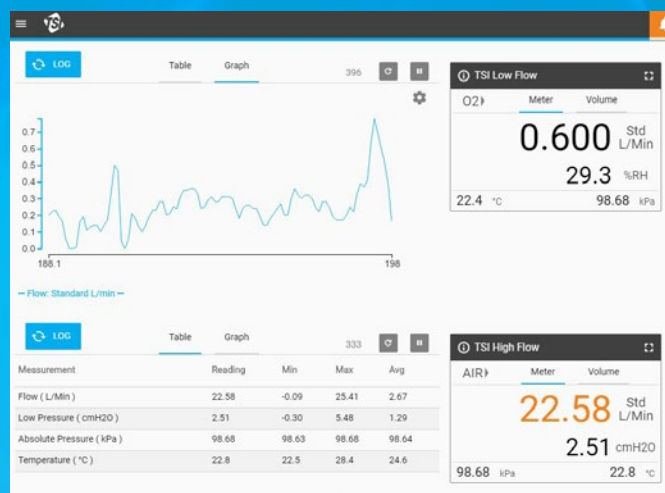 TSI
LOG Table Graph 396
0.7
0.6
0.5
0.4
0.3
0.2
0.1
0.0
188.1 198
Flow: Standard L/min
TSI Low Flow
O2 Meter Volume
0.600 Std L/Min
29.3 %RH
22.4 °C 98.68 kPa
LOG Table Graph 333
Measurement Reading Min Max Avg
Flow ( L/Min ) 22.58 -0.09 25.41 2.67
Low Pressure ( cmH2O ) 2.51 -0.30 5.48 1.29
Absolute Pressure ( kPa ) 98.68 98.63 98.68 98.64
Temperature ( °C ) 22.8 22.5 28.4 24.6
TSI High Flow
AIR Meter Volume
22.58 Std L/Min
2.51 cmH2O
98.68 kPa 22.8 °C